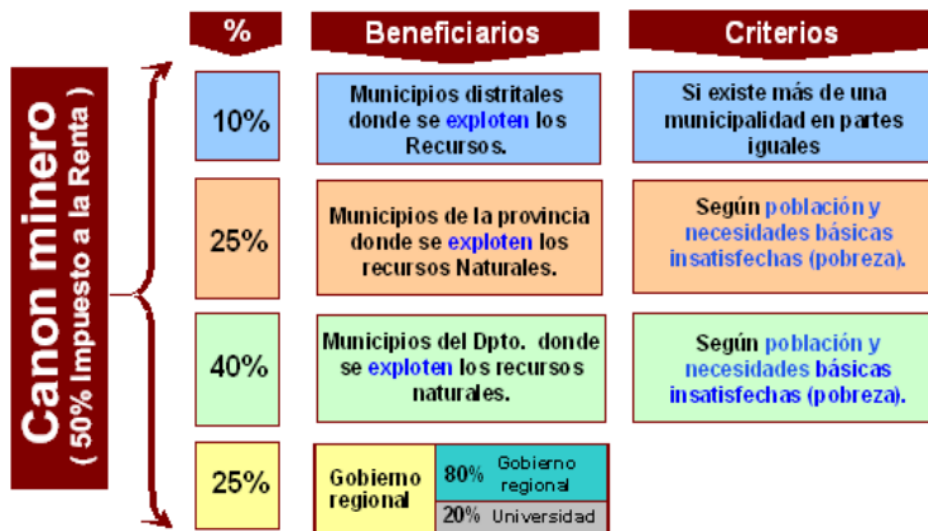 Canon minero
( 50% Impuesto a la Renta )
%
Beneficiarios
Criterios
10%
Municipios distritales
donde se exploten los
Recursos.
Si existe más de una
municipalidad en partes
iguales
25%
Municipios de la provincia
donde se exploten los
recursos Naturales.
Según población y
necesidades básicas
insatisfechas (pobreza).
40%
Municipios del Dpto. donde
se exploten los recursos
naturales.
Según población y
necesidades básicas
insatisfechas (pobreza).
25%
Gobierno
regional
80% Gobierno
regional
20% Universidad